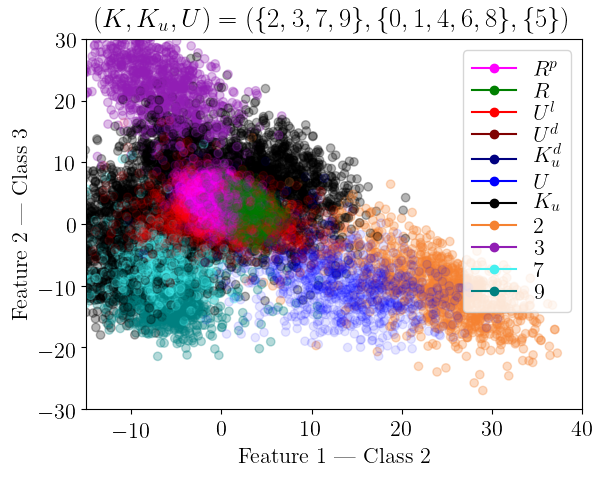 (K, K_u, U) = ({2, 3, 7, 9}, {0, 1, 4, 6, 8}, {5})
30
20
10
0
−10
−20
−30
Feature 2 — Class 3
R^p
R
U^l
U^d
K_u^d
U
K_u
2
3
7
9
−10
0
10
20
30
40
Feature 1 — Class 2